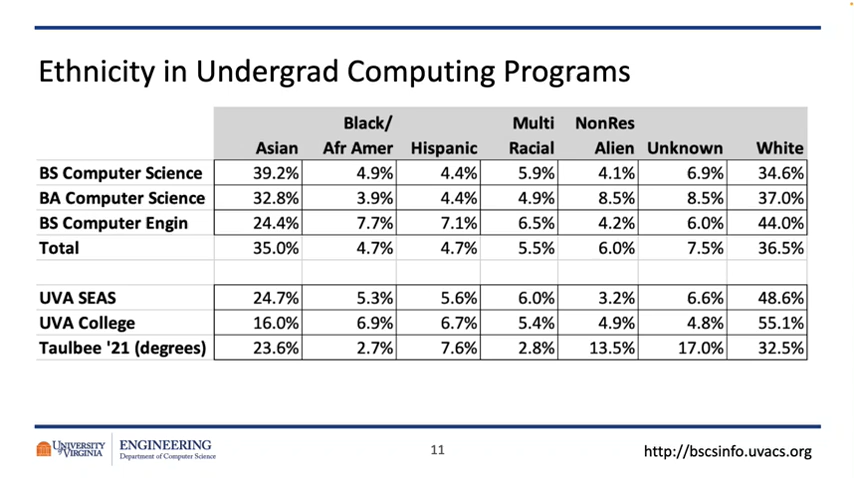 Ethnicity in Undergrad Computing Programs
Black/ Multi NonRes
Asian Afr Amer Hispanic Racial Alien Unknown White
BS Computer Science 39.2% 4.9% 4.4% 5.9% 4.1% 6.9% 34.6%
BA Computer Science 32.8% 3.9% 4.4% 4.9% 8.5% 8.5% 37.0%
BS Computer Engin 24.4% 7.7% 7.1% 6.5% 4.2% 6.0% 44.0%
Total 35.0% 4.7% 4.7% 5.5% 6.0% 7.5% 36.5%
UVA SEAS 24.7% 5.3% 5.6% 6.0% 3.2% 6.6% 48.6%
UVA College 16.0% 6.9% 6.7% 5.4% 4.9% 4.8% 55.1%
Taulbee '21 (degrees) 23.6% 2.7% 7.6% 2.8% 13.5% 17.0% 32.5%
UNIVERSITY of VIRGINIA
ENGINEERING
Department of Computer Science
11
http://bscsinfo.uvacs.org